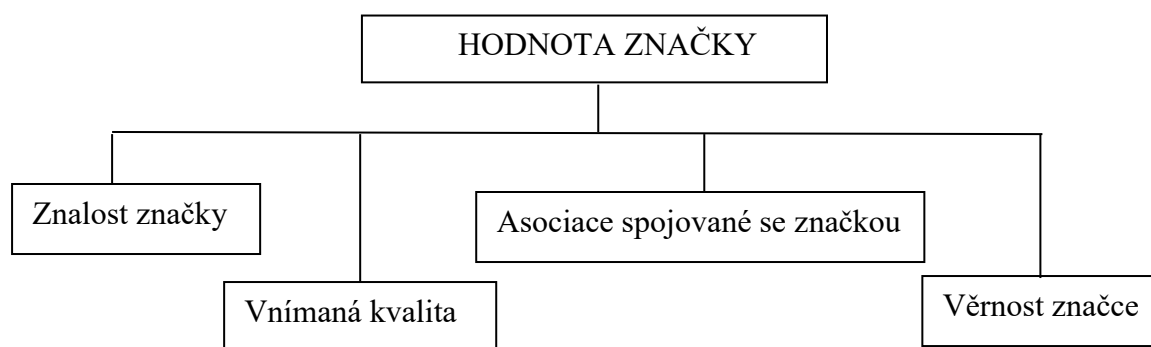 HODNOTA ZNAČKY
Znalost značky
Asociace spojované se značkou
Vnímaná kvalita
Věrnost značce